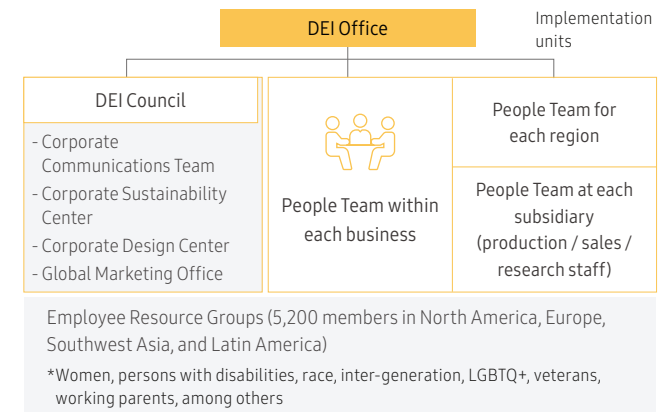 DEI Office
Implementation
units
DEI Council
- Corporate
Communications Team
- Corporate Sustainability
Center
- Corporate Design Center
- Global Marketing Office
People Team within
each business
People Team for
each region
People Team at each
subsidiary
(production / sales /
research staff)
Employee Resource Groups (5,200 members in North America, Europe,
Southwest Asia, and Latin America)
*Women, persons with disabilities, race, inter-generation, LGBTQ+, veterans,
working parents, among others